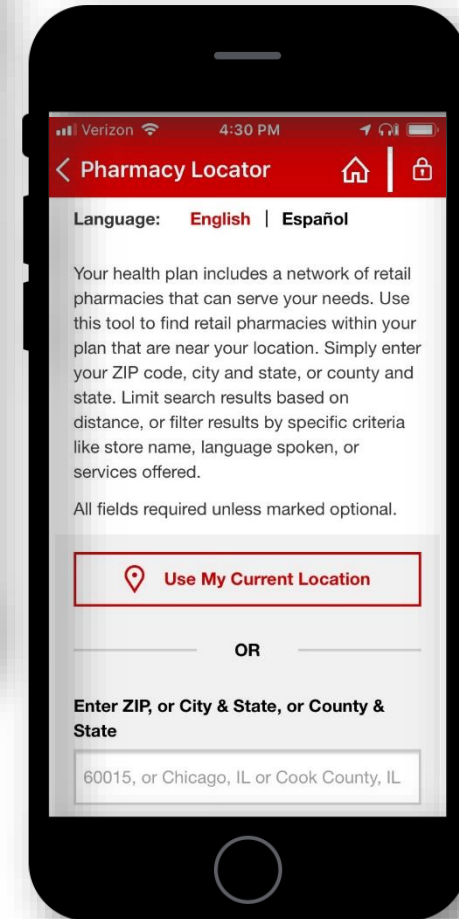 Verizon 4:30 PM
Pharmacy Locator
Language: English | Español
Your health plan includes a network of retail
pharmacies that can serve your needs. Use
this tool to find retail pharmacies within your
plan that are near your location. Simply enter
your ZIP code, city and state, or county and
state. Limit search results based on
distance, or filter results by specific criteria
like store name, language spoken, or
services offered.
All fields required unless marked optional.
Use My Current Location
OR
Enter ZIP, or City & State, or County &
State
60015, or Chicago, IL or Cook County, IL